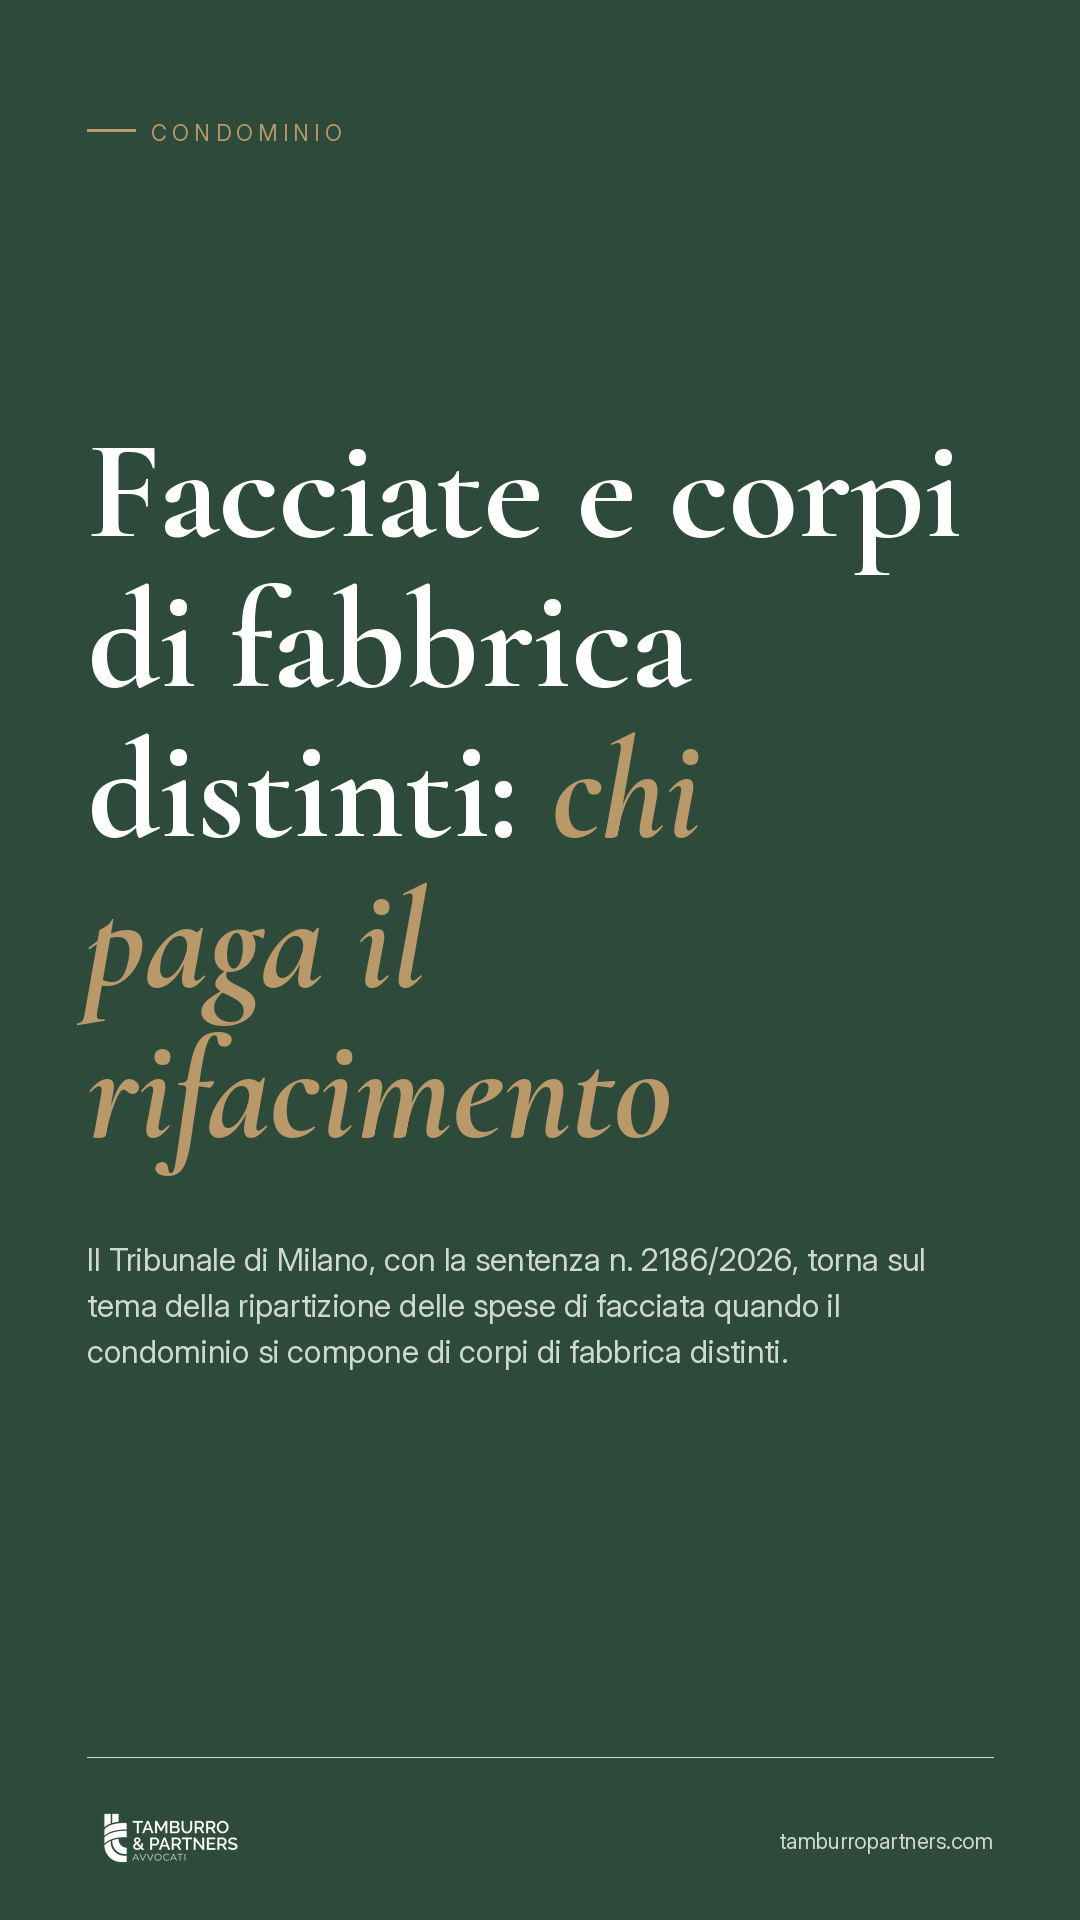 CONDOMINIO
Facciate e corpi
di fabbrica
distinti: chi
paga il
rifacimento
Il Tribunale di Milano, con la sentenza n. 2186/2026, torna sul
tema della ripartizione delle spese di facciata quando il
condominio si compone di corpi di fabbrica distinti.
TAMBURRO
& PARTNERS
AVVOCATI
tamburropartners.com